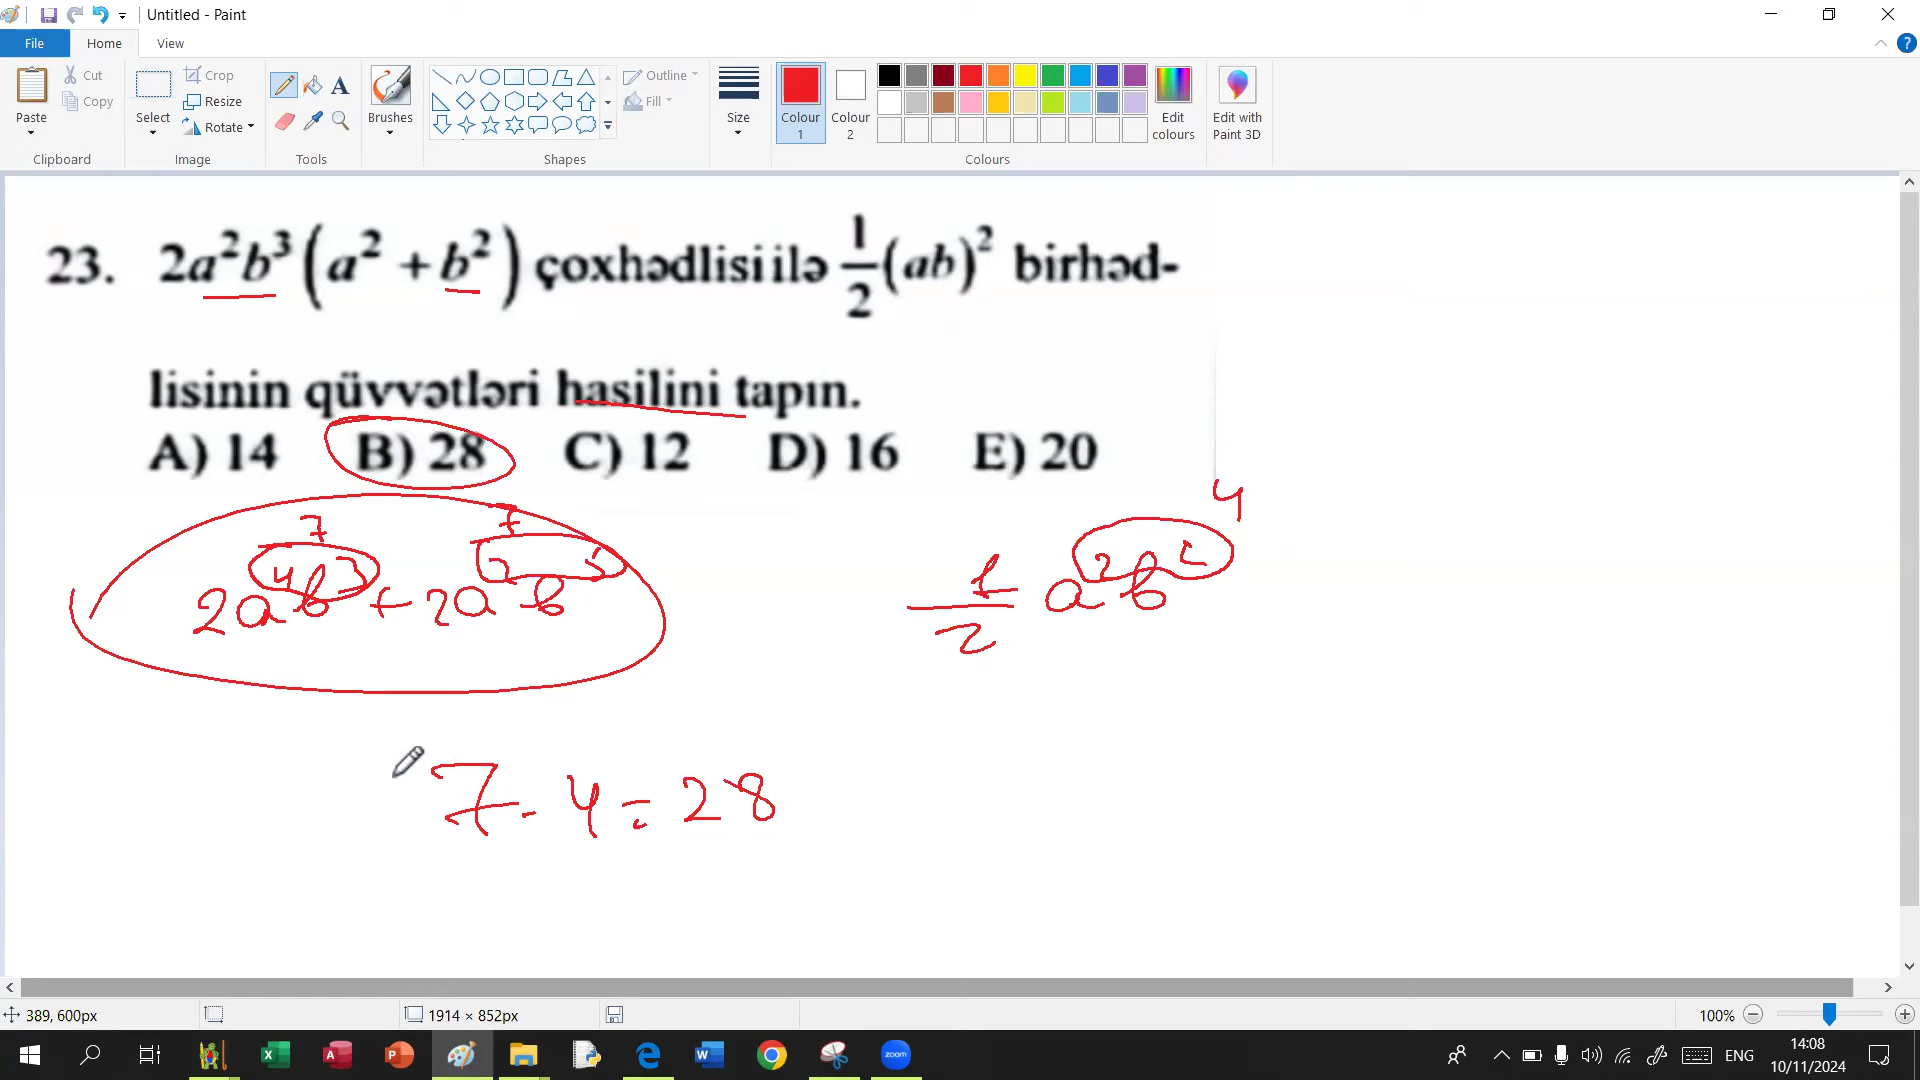 Untitled - Paint
File Home View
Paste
Cut
Copy
Clipboard
Select
Crop
Resize
Rotate
Image
A
Tools
Brushes
Shapes
Outline
Fill
Size
Colour 1
Colour 2
Colours
Edit colours
Edit with Paint 3D
23. 2a²b³(a² + b²) çoxhədlisi ilə 1/2(ab)² birhəd-
lisinin qüvvətləri hasilini tapın.
A) 14 B) 28 C) 12 D) 16 E) 20
7 7 4
2a⁴b³ + 2a²b⁵ 1/2 a²b²
7 · 4 = 28
389, 600px 1914 × 852px 100%
zoom
ENG
14:08
10/11/2024